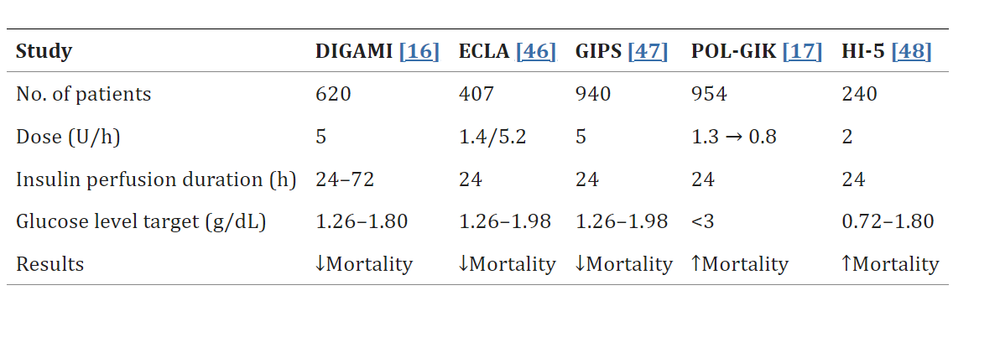 Study DIGAMI [16] ECLA [46] GIPS [47] POL-GIK [17] HI-5 [48]
No. of patients 620 407 940 954 240
Dose (U/h) 5 1.4/5.2 5 1.3 → 0.8 2
Insulin perfusion duration (h) 24–72 24 24 24 24
Glucose level target (g/dL) 1.26–1.80 1.26–1.98 1.26–1.98 <3 0.72–1.80
Results ↓Mortality ↓Mortality ↓Mortality ↑Mortality ↑Mortality